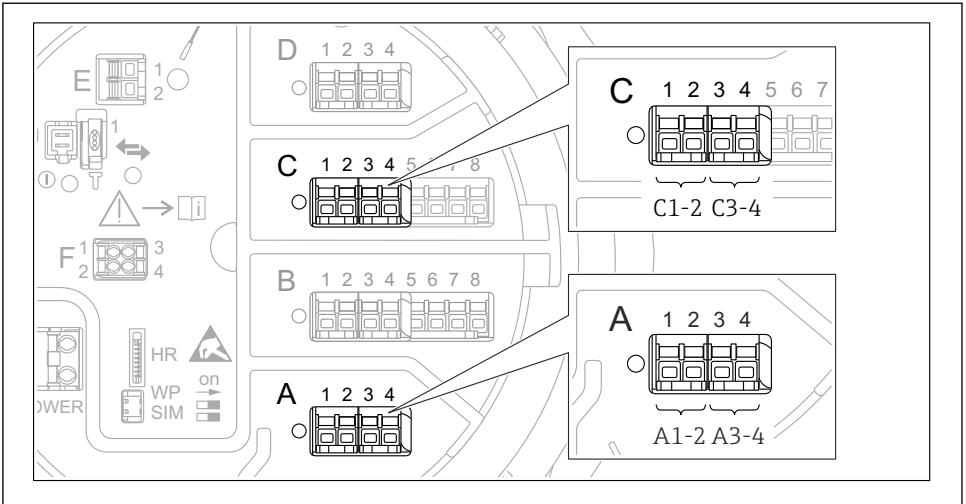 D 1 2 3 4
E 1
2
C 1 2 3 4 5 6 7
C1-2 C3-4
1
C 1 2 3 4 5 6 7 8
i
F 1 3
2 4
B 1 2 3 4 5 6 7 8
A 1 2 3 4
A1-2 A3-4
HR
WP on
SIM
OWER
A 1 2 3 4